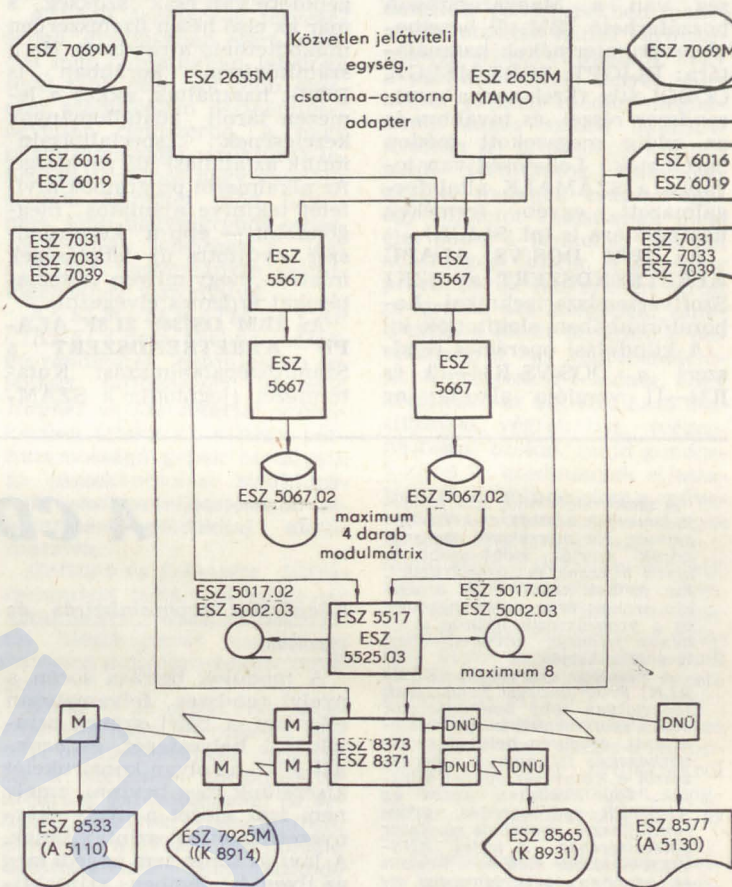 ESZ 7069M
ESZ 2655M
Közvetlen jelátviteli
egység,
csatorna–csatorna
adapter
ESZ 2655M
MAMO
ESZ 7069M
ESZ 6016
ESZ 6019
ESZ 6016
ESZ 6019
ESZ 7031
ESZ 7033
ESZ 7039
ESZ 7031
ESZ 7033
ESZ 7039
ESZ
5567
ESZ
5567
ESZ
5667
ESZ
5667
ESZ 5067.02
ESZ 5067.02
maximum
4 darab
modulmátrix
ESZ 5017.02
ESZ 5002.03
ESZ 5517
ESZ
5525.03
ESZ 5017.02
ESZ 5002.03
maximum 8
M
M
ESZ 8373
ESZ 8371
DNÜ
DNÜ
M
M
DNÜ
DNÜ
ESZ 8533
(A 5110)
ESZ 7925M
((K 8914)
ESZ 8565
(K 8931)
ESZ 8577
(A 5130)